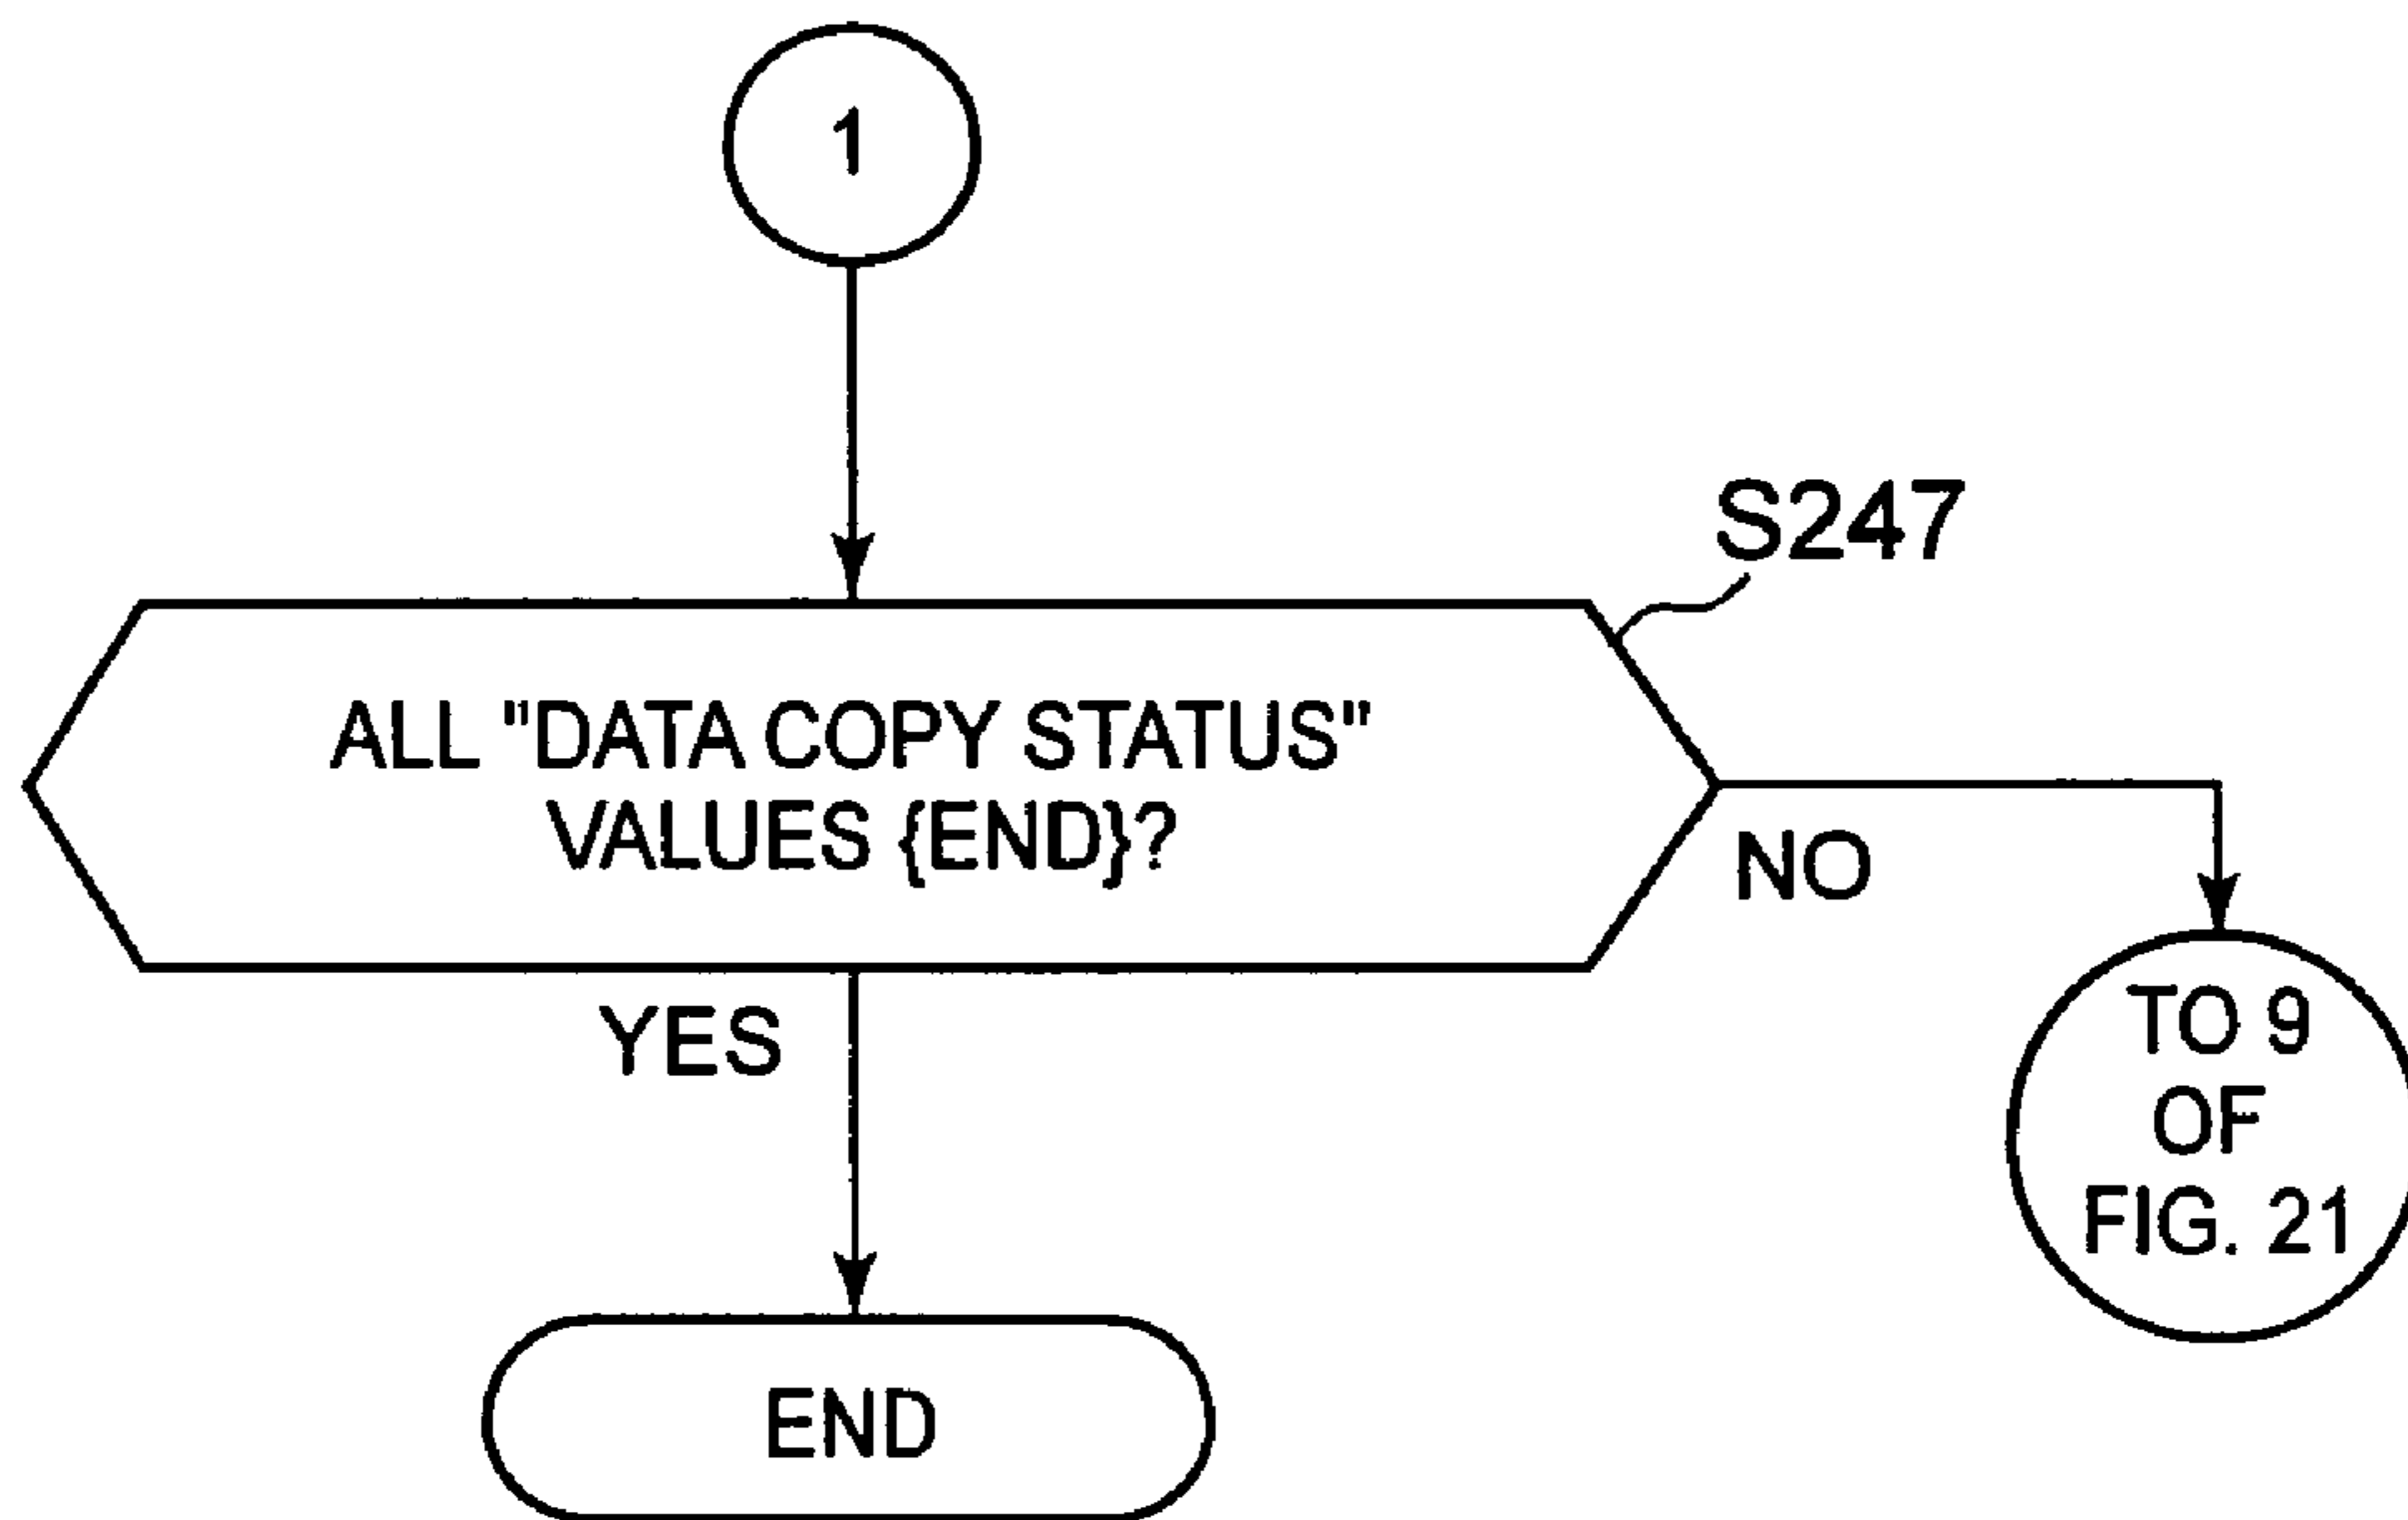 1
S247
ALL "DATA COPY STATUS"
VALUES {END}?
NO
YES
TO 9
OF
FIG. 21
END